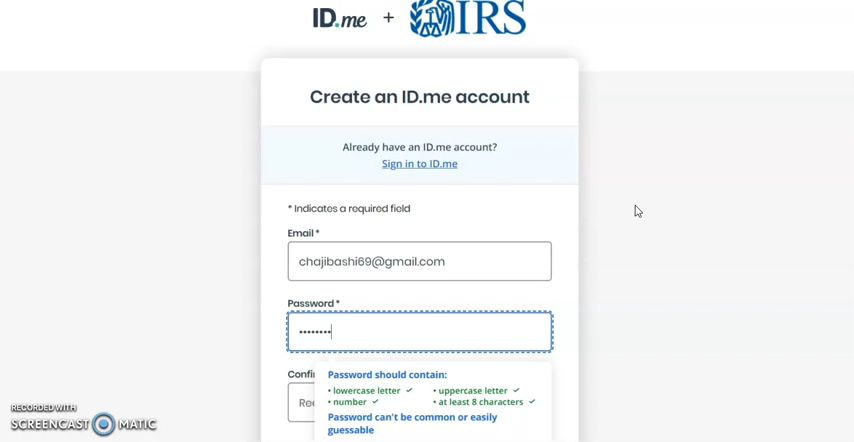 ID.me + IRS
Create an ID.me account
Already have an ID.me account?
Sign in to ID.me
* Indicates a required field
Email *
chajibashi69@gmail.com
Password *
••••••••
Password should contain:
• lowercase letter ✓ • uppercase letter ✓
• number ✓ • at least 8 characters ✓
Password can't be common or easily
guessable
RECORDED WITH
SCREENCAST MATIC